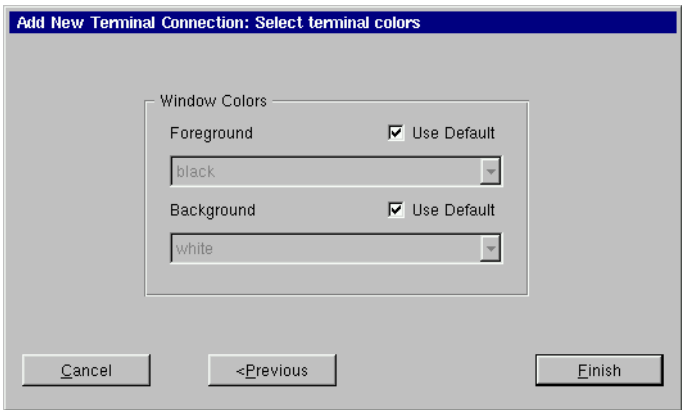 Add New Terminal Connection: Select terminal colors
Window Colors
Foreground Use Default
black
Background Use Default
white
Cancel <Previous Finish